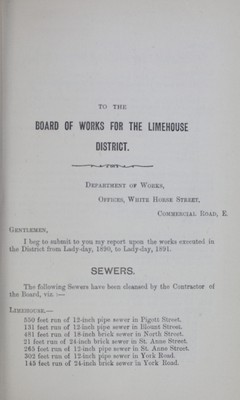 TO THE
BOARD OF WORKS FOR THE LIMEHOUSE
DISTRICT.
DEPARTMENT OF WORKS,
OFFICES, WHITE HORSE STREET,
COMMERCIAL ROAD, E.
GENTLEMEN,
I beg to submit to you my report upon the works executed in
the District from Lady-day, 1890, to Lady-day, 1891.
SEWERS.
The following Sewers have been cleansed by the Contractor of
the Board, viz :—
LIMEHOUSE.—
550 feet run of 12-inch pipe sewer in Pigott Street.
131 feet run of 12-inch pipe sewer in Blount Street.
481 feet run of 18-inch brick sewer in North Street.
21 feet run of 24-inch brick sewer in St. Anne Street.
265 feet run of 12-inch pipe sewer in St. Anne Street.
302 feet run of 12-inch pipe sewer in York Road.
143 feet run of 24-inch brick sewer in York Road.